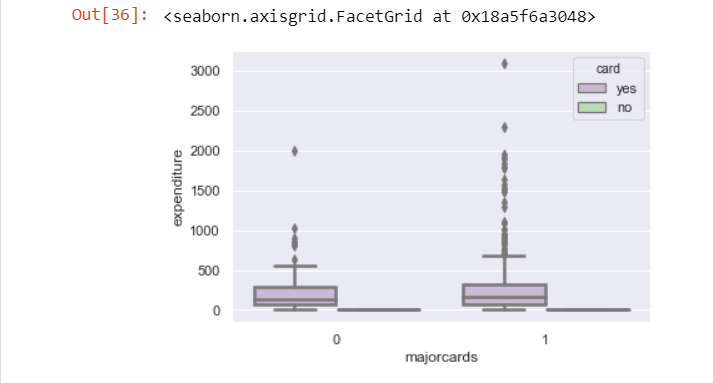 Out[36]: <seaborn.axisgrid.FacetGrid at 0x18a5f6a3048>
card
yes
no
3000
2500
2000
1500
1000
500
0
expenditure
0 1
majorcards